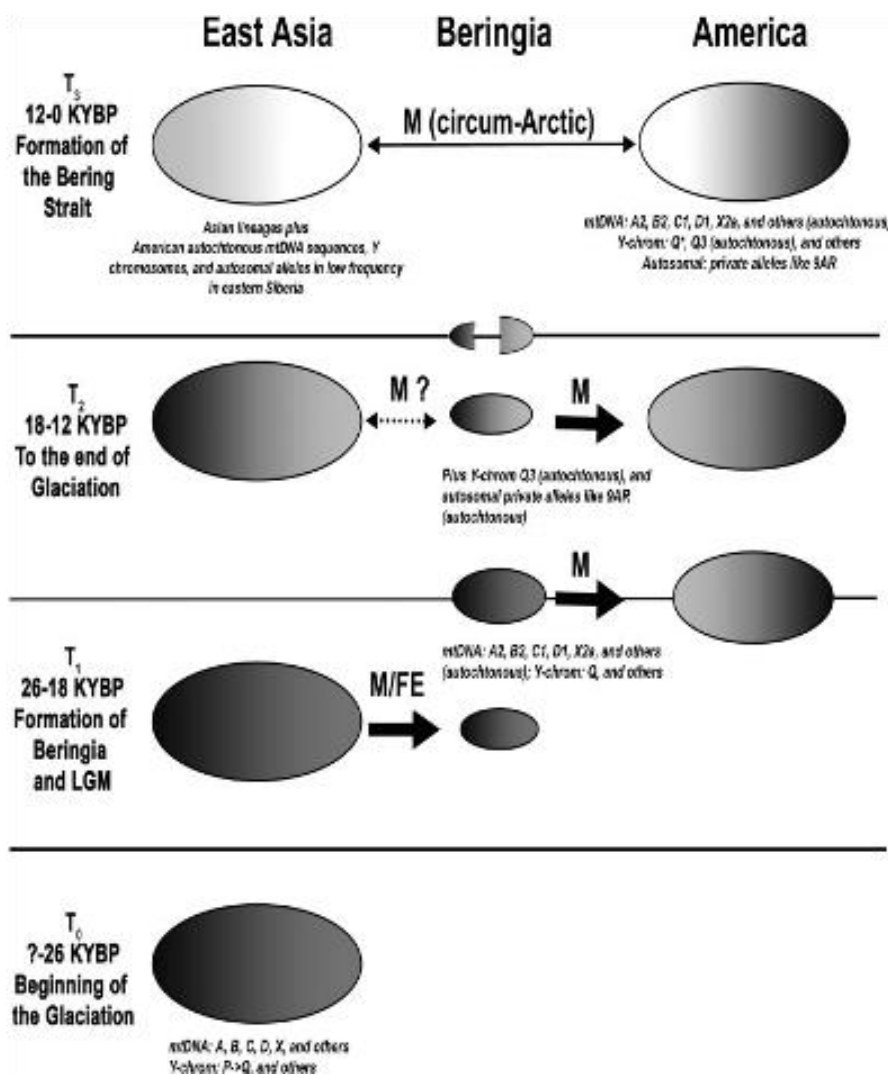 East Asia Beringia America
T3
12-0 KYBP
Formation of
the Bering
Strait
M (circum-Arctic)
Asian lineages plus
American autochtonous mtDNA sequences, Y
chromosomes, and autosomal alleles in low frequency
in eastern Siberia
mtDNA: A2, B2, C1, D1, X2a, and others (autochtonous)
Y-chrom: Q*, Q3 (autochtonous), and others
Autosomal: private alleles like 9AR
T2
18-12 KYBP
To the end of
Glaciation
M ?
M
Plus Y-chrom Q3 (autochtonous), and
autosomal private alleles like 9AR
(autochtonous)
M
T1
26-18 KYBP
Formation of
Beringia
and LGM
M/FE
mtDNA: A2, B2, C1, D1, X2a, and others
(autochtonous); Y-chrom: Q, and others
T0
?-26 KYBP
Beginning of
the Glaciation
mtDNA: A, B, C, D, X, and others
Y-chrom: P->Q, and others